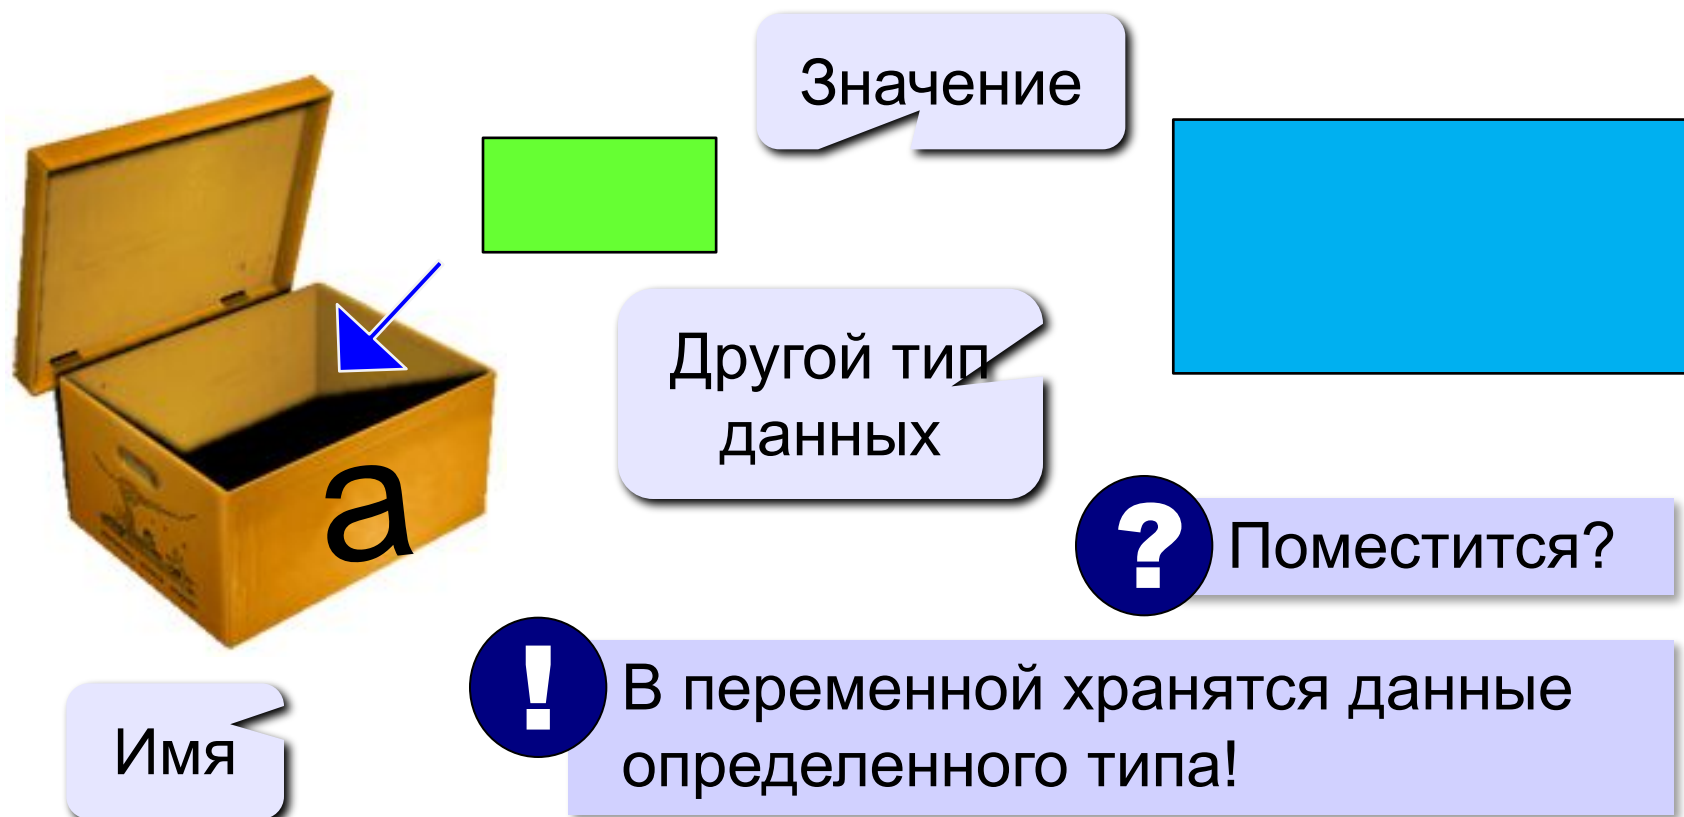 Значение
Другой тип
данных
a
?
Поместится?
!
В переменной хранятся данные
определенного типа!
Имя